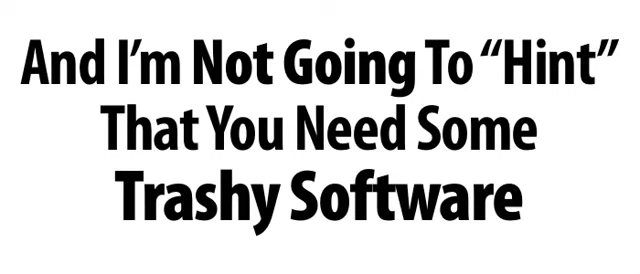 And I’m Not Going To “Hint”
That You Need Some
Trashy Software